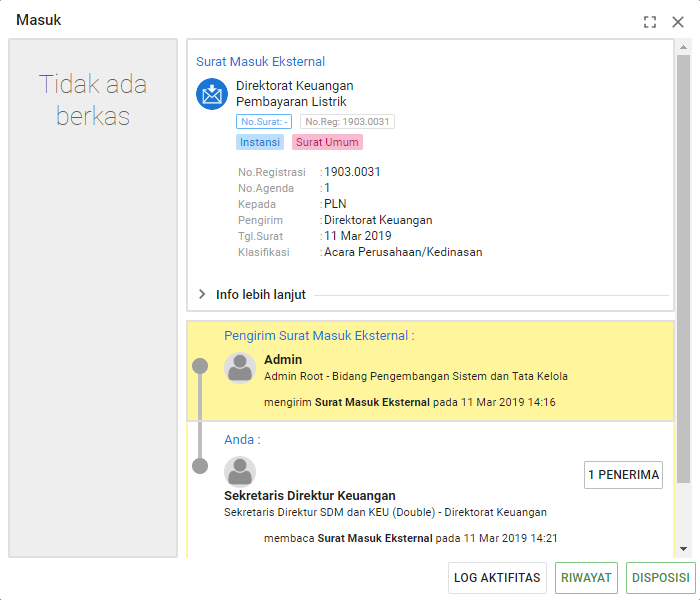 Masuk
Tidak ada
berkas
Surat Masuk Eksternal
Direktorat Keuangan
Pembayaran Listrik
No.Surat: -
No.Reg: 1903.0031
Instansi
Surat Umum
No.Registrasi : 1903.0031
No.Agenda : 1
Kepada : PLN
Pengirim : Direktorat Keuangan
Tgl.Surat : 11 Mar 2019
Klasifikasi : Acara Perusahaan/Kedinasan
Info lebih lanjut
Pengirim Surat Masuk Eksternal :
Admin
Admin Root - Bidang Pengembangan Sistem dan Tata Kelola
mengirim Surat Masuk Eksternal pada 11 Mar 2019 14:16
Anda :
1 PENERIMA
Sekretaris Direktur Keuangan
Sekretaris Direktur SDM dan KEU (Double) - Direktorat Keuangan
membaca Surat Masuk Eksternal pada 11 Mar 2019 14:21
LOG AKTIFITAS
RIWAYAT
DISPOSISI